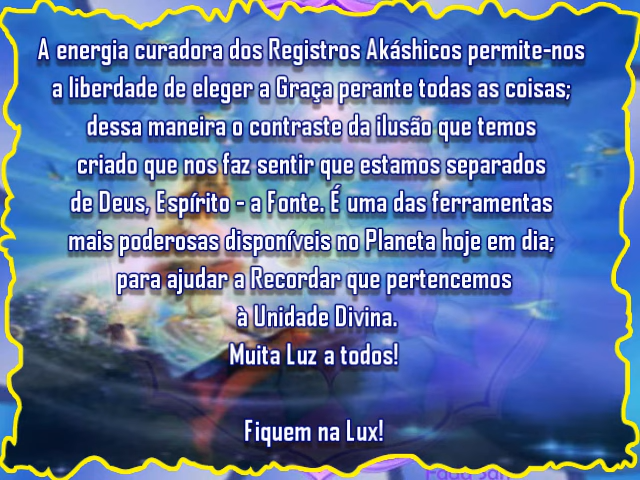 A energia curadora dos Registros Akáshicos permite-nos
a liberdade de eleger a Graça perante todas as coisas;
dessa maneira o contraste da ilusão que temos
criado que nos faz sentir que estamos separados
de Deus, Espírito - a Fonte. É uma das ferramentas
mais poderosas disponíveis no Planeta hoje em dia;
para ajudar a Recordar que pertencemos
à Unidade Divina.
Muita Luz a todos!
Fiquem na Lux!